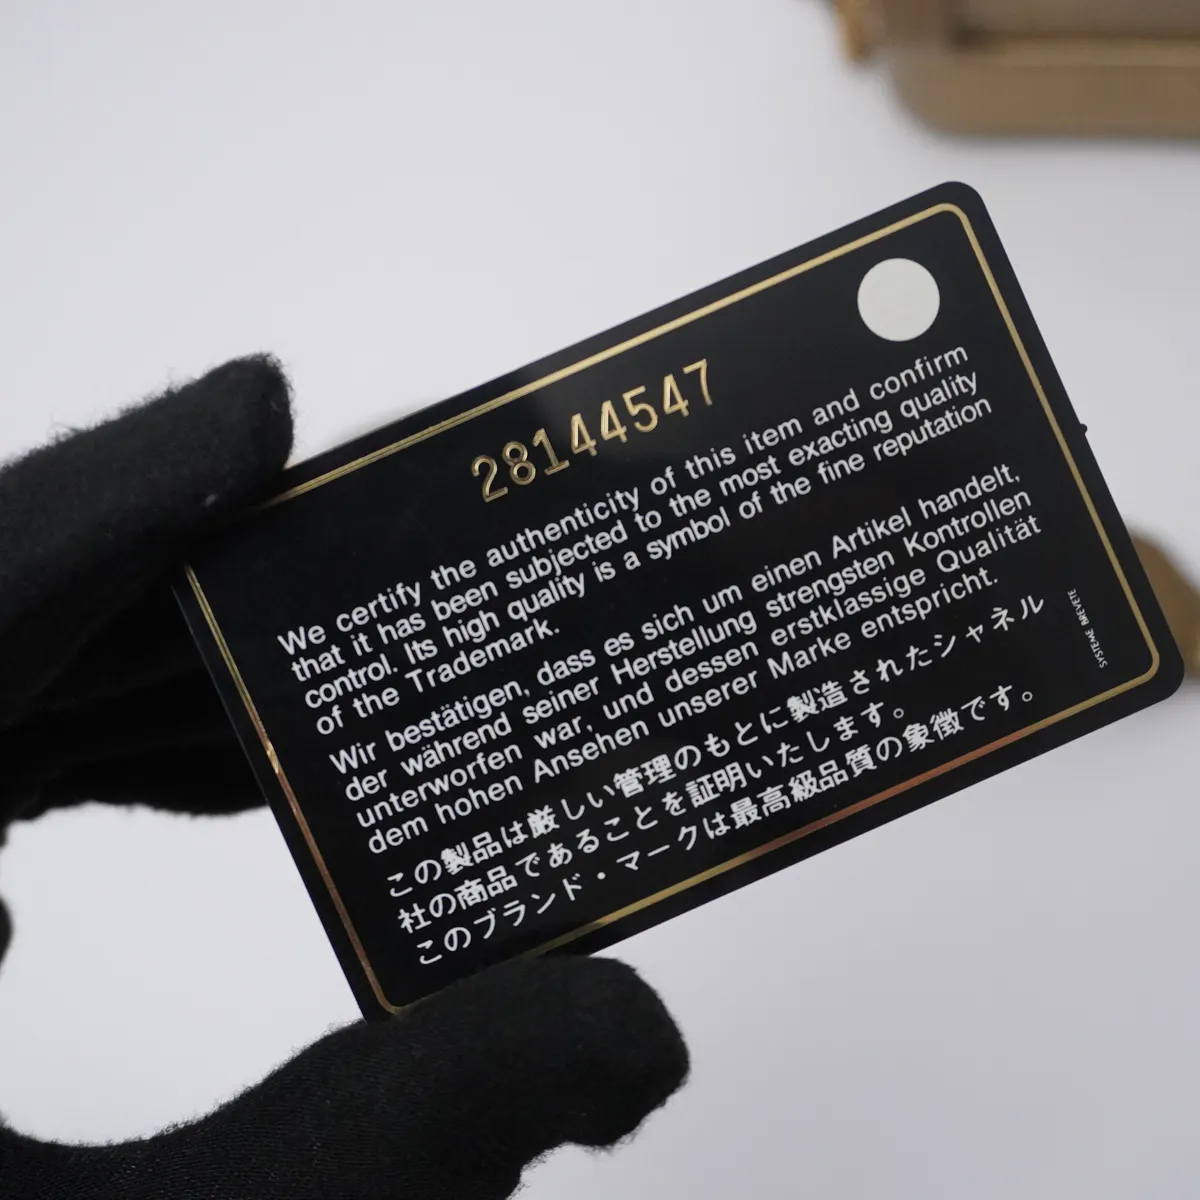 28144547
We certify the authenticity of this item and confirm
that it has been subjected to the most exacting quality
control. Its high quality is a symbol of the fine reputation
of the Trademark.
Wir bestätigen, dass es sich um einen Artikel handelt,
der während seiner Herstellung strengsten Kontrollen
unterworfen war, und dessen erstklassige Qualität
dem hohen Ansehen unserer Marke entspricht.
この製品は厳しい管理のもとに製造されたシャネル
社の商品であることを証明いたします。
このブランド・マークは最高級品質の象徴です。
SYSTEME BREVETE